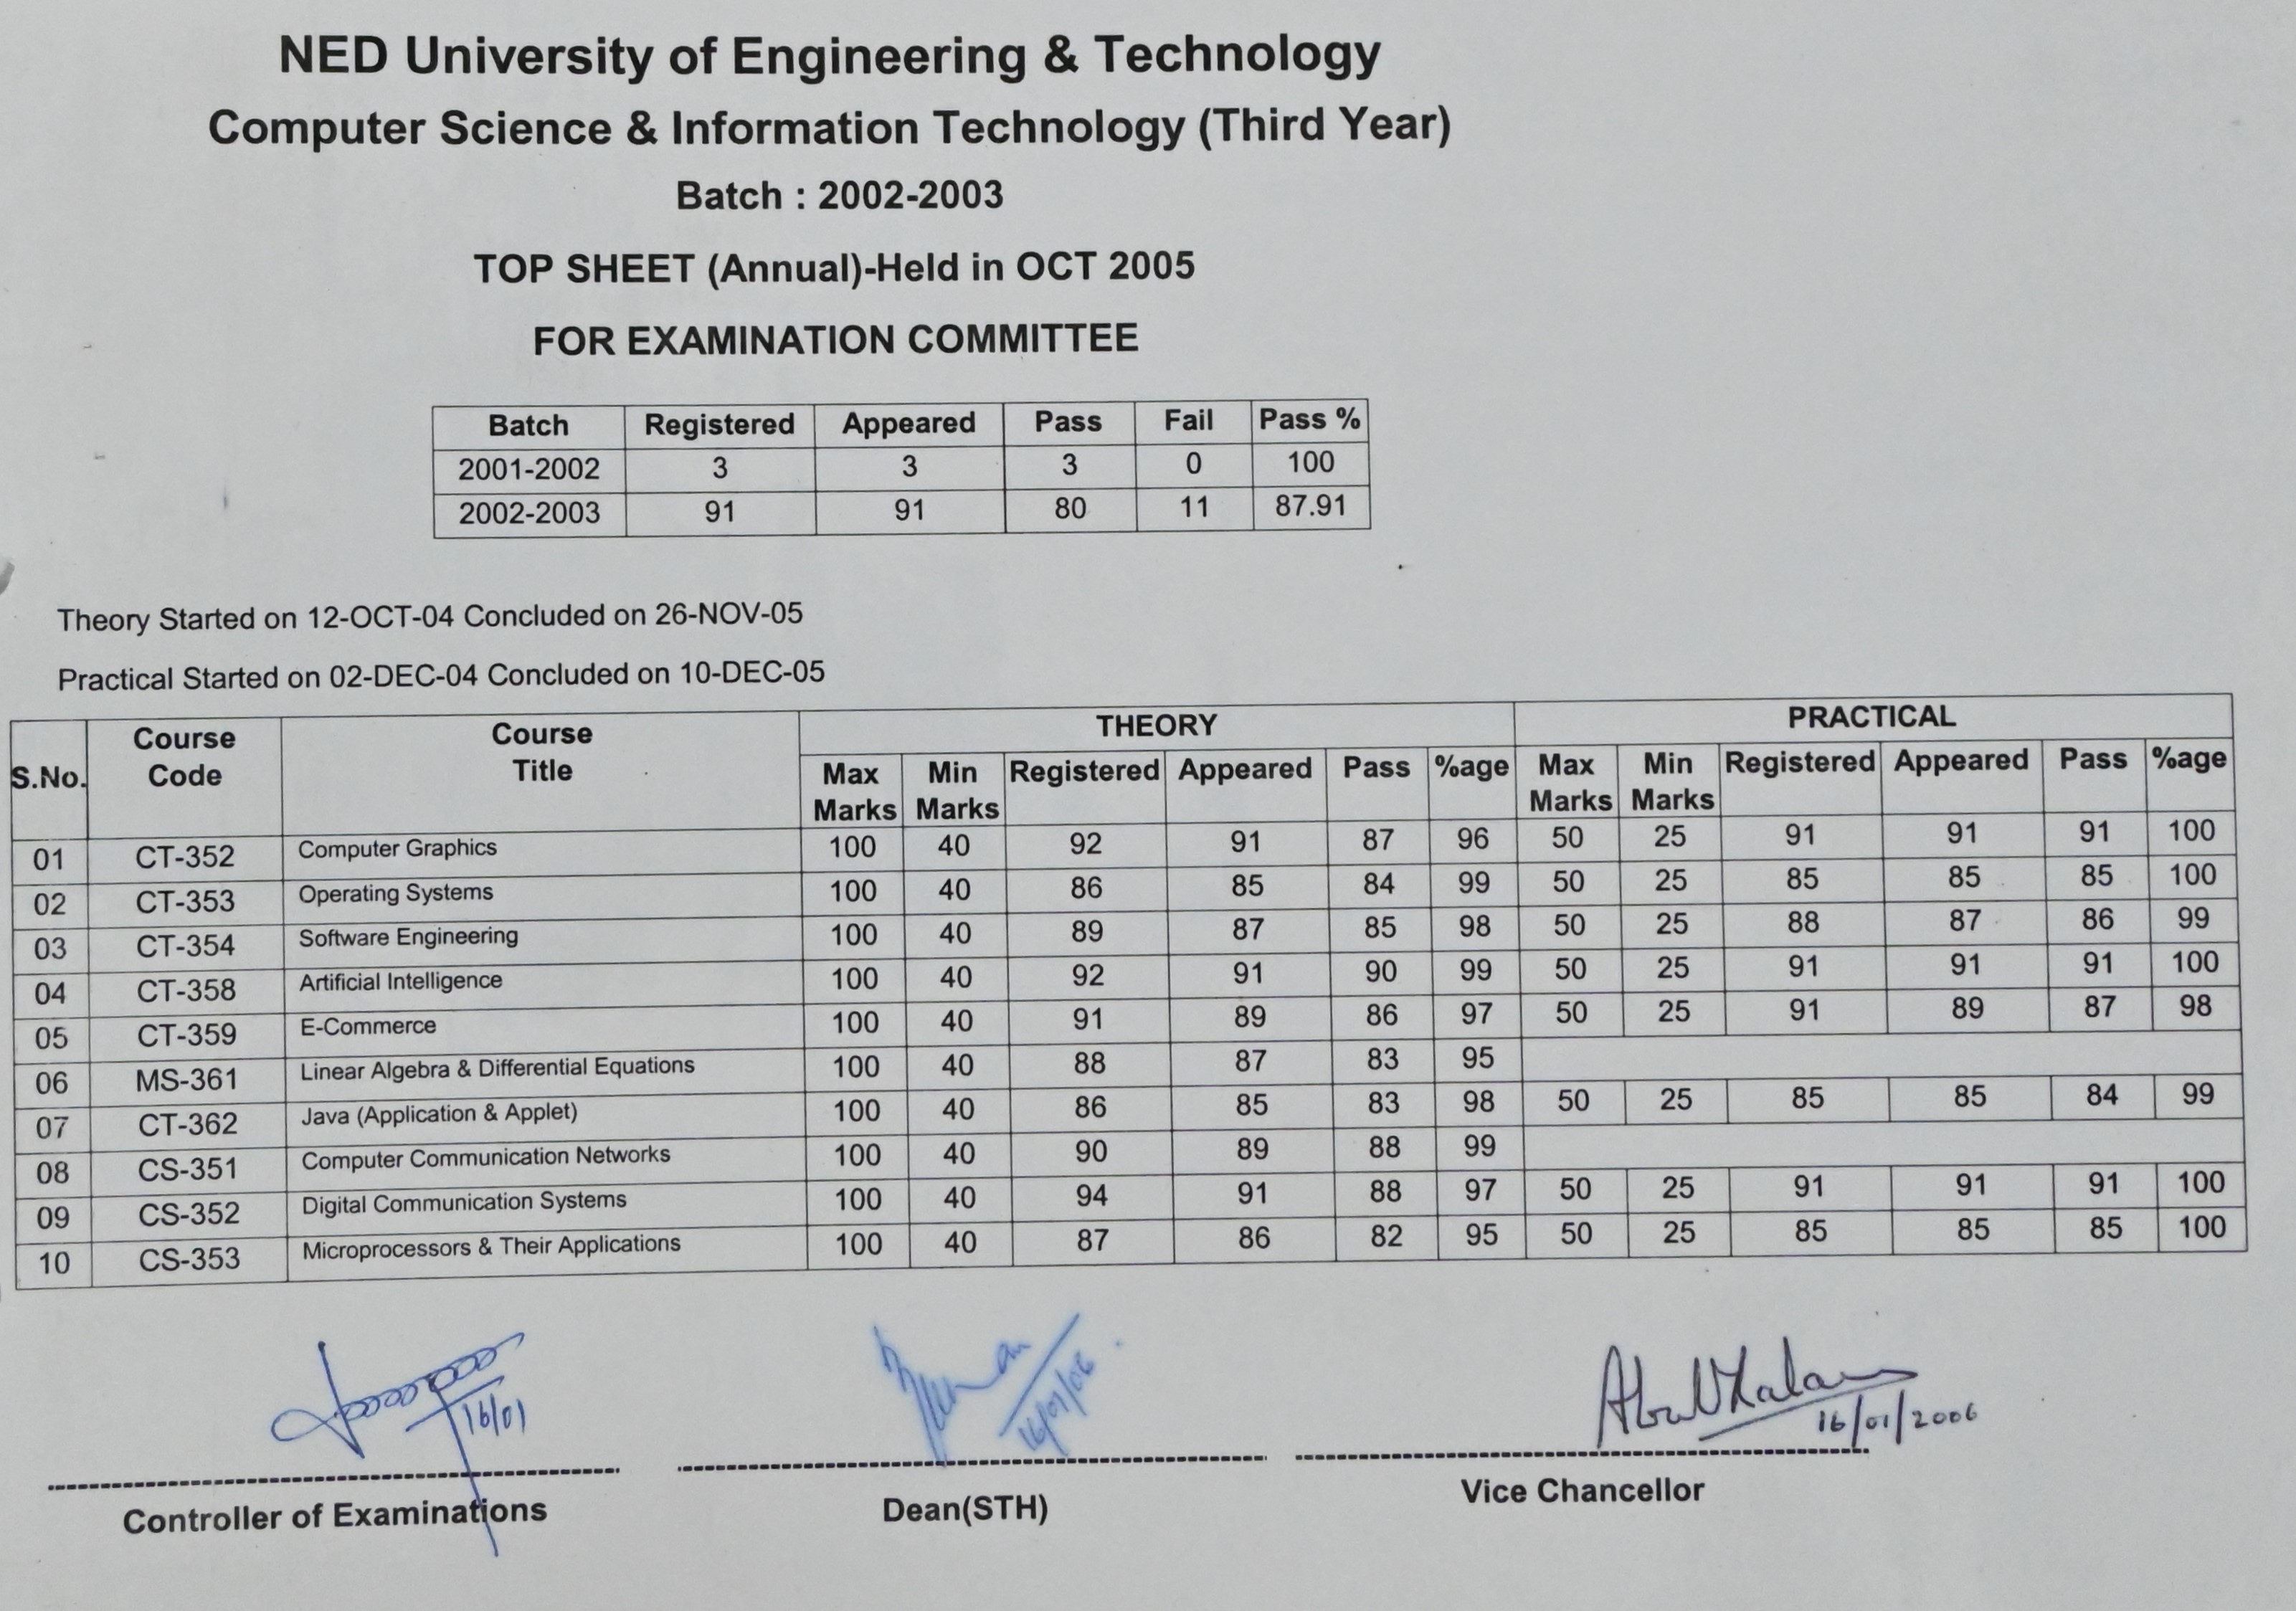 NED University of Engineering & Technology
Computer Science & Information Technology (Third Year)
Batch : 2002-2003
TOP SHEET (Annual)-Held in OCT 2005
FOR EXAMINATION COMMITTEE
Batch Registered Appeared Pass Fail Pass %
2001-2002 3 3 3 0 100
2002-2003 91 91 80 11 87.91
Theory Started on 12-OCT-04 Concluded on 26-NOV-05
Practical Started on 02-DEC-04 Concluded on 10-DEC-05
S.No. Course Code Course Title THEORY PRACTICAL
Max Marks Min Marks Registered Appeared Pass %age Max Marks Min Marks Registered Appeared Pass %age
01 CT-352 Computer Graphics 100 40 92 91 87 96 50 25 91 91 91 100
02 CT-353 Operating Systems 100 40 86 85 84 99 50 25 85 85 85 100
03 CT-354 Software Engineering 100 40 89 87 85 98 50 25 88 87 86 99
04 CT-358 Artificial Intelligence 100 40 92 91 90 99 50 25 91 91 91 100
05 CT-359 E-Commerce 100 40 91 89 86 97 50 25 91 89 87 98
06 MS-361 Linear Algebra & Differential Equations 100 40 88 87 83 95
07 CT-362 Java (Application & Applet) 100 40 86 85 83 98 50 25 85 85 84 99
08 CS-351 Computer Communication Networks 100 40 90 89 88 99
09 CS-352 Digital Communication Systems 100 40 94 91 88 97 50 25 91 91 91 100
10 CS-353 Microprocessors & Their Applications 100 40 87 86 82 95 50 25 85 85 85 100
16/01 16/01/06 16/01/2006
Controller of Examinations Dean(STH) Vice Chancellor